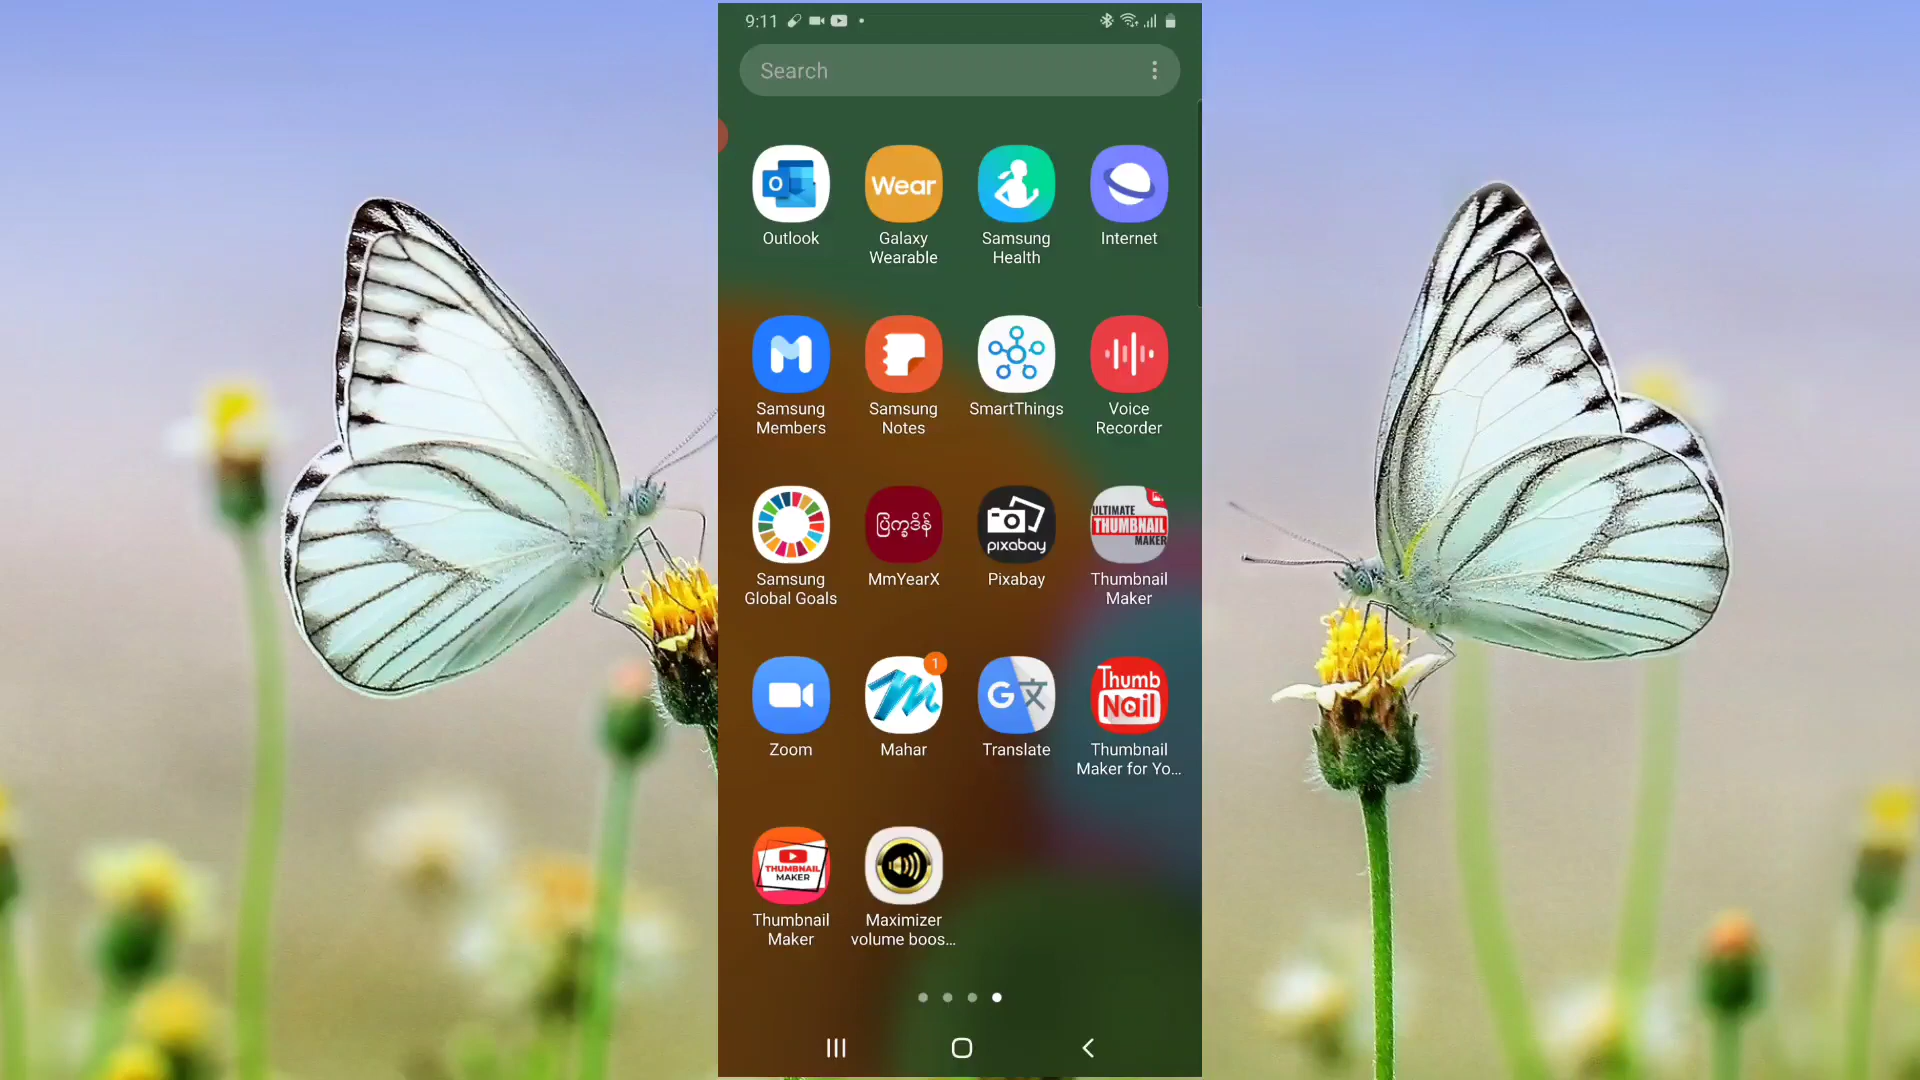 9:11
Search
Wear
Outlook
Galaxy
Wearable
Samsung
Health
Internet
Samsung
Members
Samsung
Notes
SmartThings
Voice
Recorder
ပြက္ခဒိန်
pixabay
ULTIMATE
THUMBNAIL
MAKER
Samsung
Global Goals
MmYearX
Pixabay
Thumbnail
Maker
1
G文
Thumb
Nail
Zoom
Mahar
Translate
Thumbnail
Maker for Yo...
THUMBNAIL
MAKER
Thumbnail
Maker
Maximizer
volume boos...